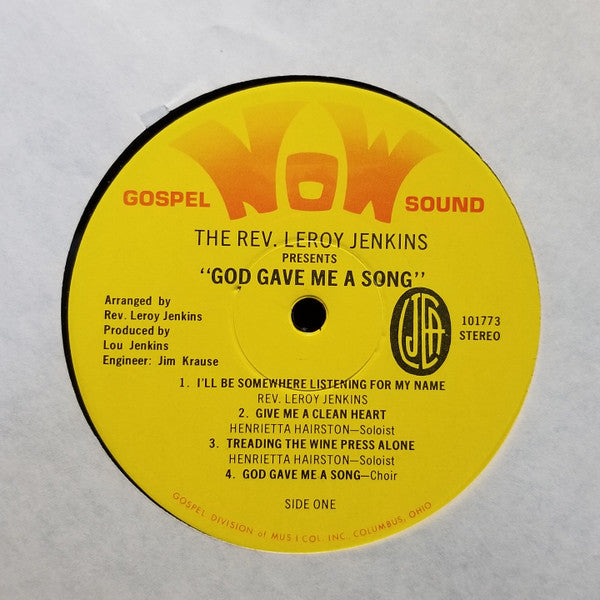 GOSPEL NOW SOUND
THE REV. LEROY JENKINS
PRESENTS
"GOD GAVE ME A SONG"
Arranged by
Rev. Leroy Jenkins
Produced by
Lou Jenkins
Engineer: Jim Krause
101773
STEREO
1. I'LL BE SOMEWHERE LISTENING FOR MY NAME
REV. LEROY JENKINS
2. GIVE ME A CLEAN HEART
HENRIETTA HAIRSTON—Soloist
3. TREADING THE WINE PRESS ALONE
HENRIETTA HAIRSTON—Soloist
4. GOD GAVE ME A SONG—Choir
SIDE ONE
GOSPEL DIVISION of MUS I COL. INC. COLUMBUS, OHIO